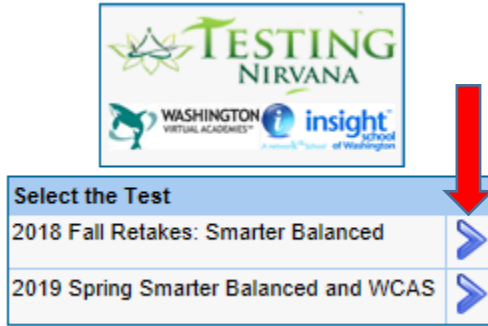 TESTING
NIRVANA
WASHINGTON
VIRTUAL ACADEMIES™
insight
school
of Washington
Select the Test
2018 Fall Retakes: Smarter Balanced
2019 Spring Smarter Balanced and WCAS